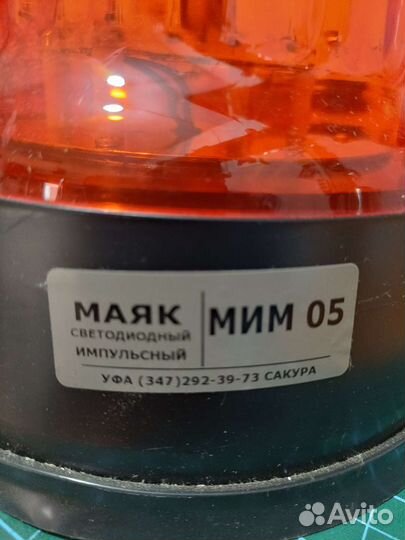 МАЯК
СВЕТОДИОДНЫЙ
ИМПУЛЬСНЫЙ
МИМ 05
УФА (347)292-39-73 САКУРА
Avito